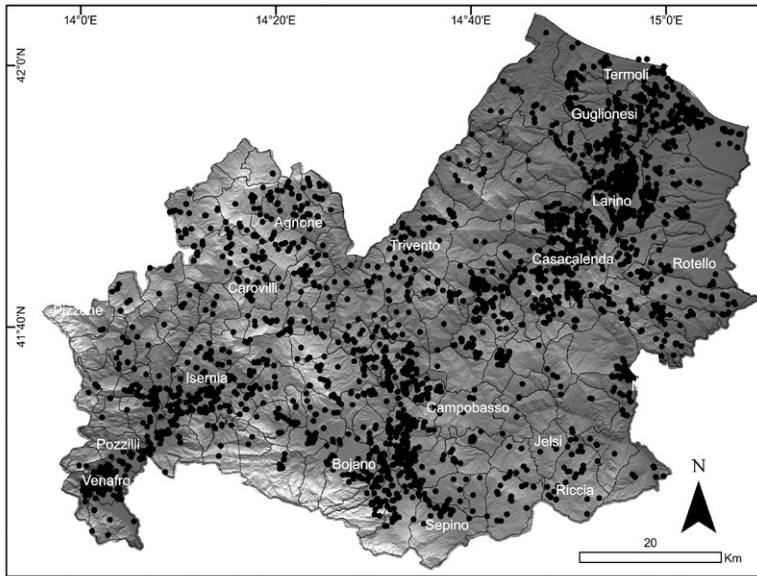 14°0'E 14°20'E 14°40'E 15°0'E
42°0'N
Termoli
Guglionesi
Larino
Agnone
Trivento
Casacalenda
Rotello
Carovilli
Pizzone
41°40'N
Isernia
M
Campobasso
Pozzilli
Jelsi
Bojano
Venafro
Riccia
N
Sepino
20
Km